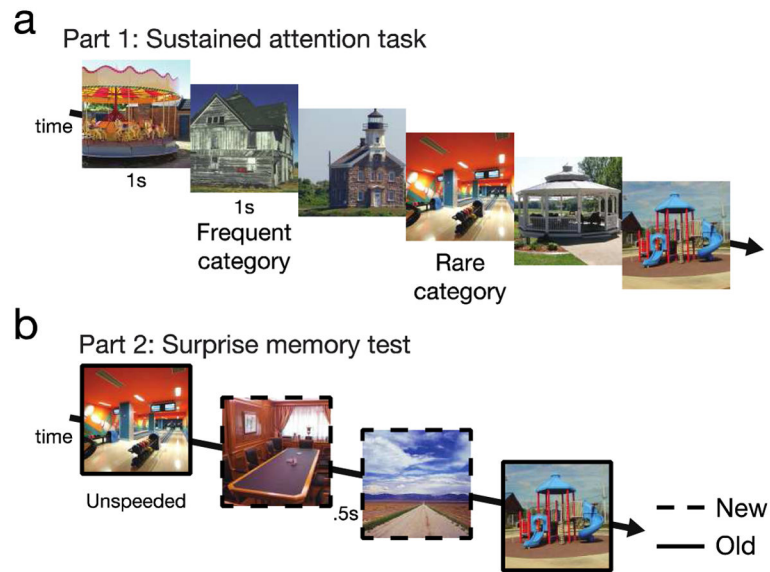 a
Part 1: Sustained attention task
time
1s
1s
Frequent
category
Rare
category
b
Part 2: Surprise memory test
time
Unspeeded
.5s
New
Old